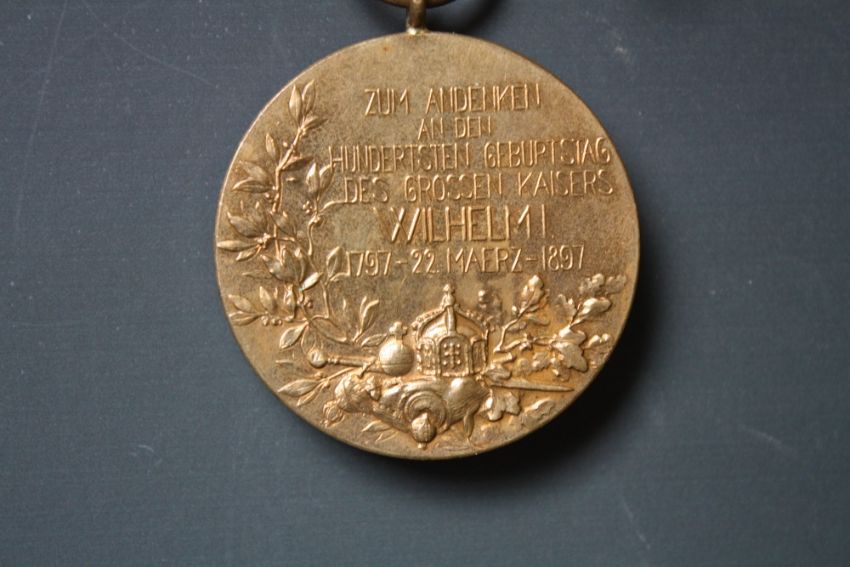 ZUM ANDENKEN
AN DEN
HUNDERTSTEN GEBURTSTAG
DES GROSSEN KAISERS
WILHELM I.
1797-22. MAERZ-1897